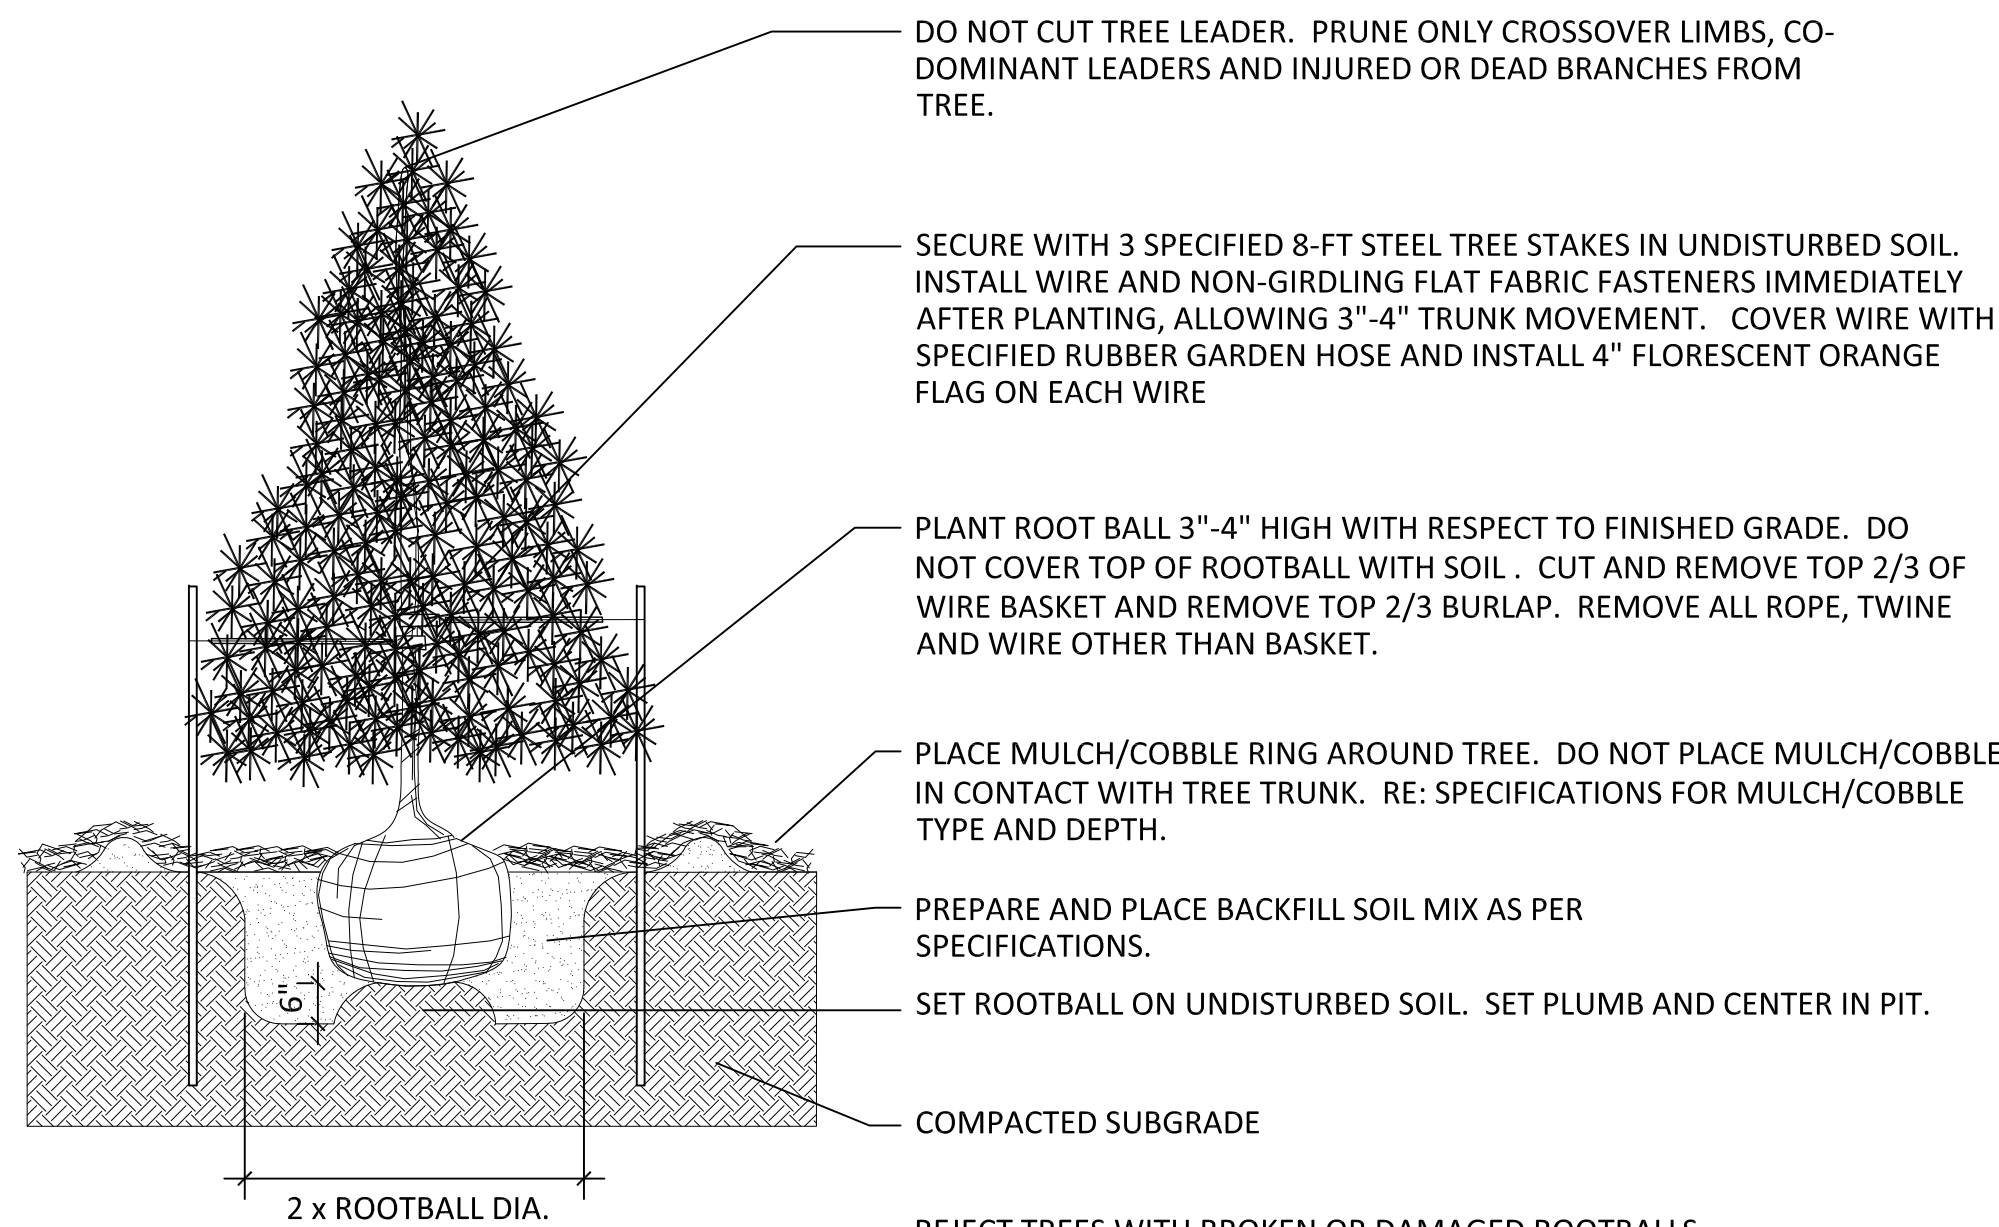 DO NOT CUT TREE LEADER. PRUNE ONLY CROSSOVER LIMBS, CO-
DOMINANT LEADERS AND INJURED OR DEAD BRANCHES FROM
TREE.
SECURE WITH 3 SPECIFIED 8-FT STEEL TREE STAKES IN UNDISTURBED SOIL.
INSTALL WIRE AND NON-GIRDLING FLAT FABRIC FASTENERS IMMEDIATELY
AFTER PLANTING, ALLOWING 3"-4" TRUNK MOVEMENT. COVER WIRE WITH
SPECIFIED RUBBER GARDEN HOSE AND INSTALL 4" FLORESCENT ORANGE
FLAG ON EACH WIRE
PLANT ROOT BALL 3"-4" HIGH WITH RESPECT TO FINISHED GRADE. DO
NOT COVER TOP OF ROOTBALL WITH SOIL . CUT AND REMOVE TOP 2/3 OF
WIRE BASKET AND REMOVE TOP 2/3 BURLAP. REMOVE ALL ROPE, TWINE
AND WIRE OTHER THAN BASKET.
PLACE MULCH/COBBLE RING AROUND TREE. DO NOT PLACE MULCH/COBBLE
IN CONTACT WITH TREE TRUNK. RE: SPECIFICATIONS FOR MULCH/COBBLE
TYPE AND DEPTH.
PREPARE AND PLACE BACKFILL SOIL MIX AS PER
SPECIFICATIONS.
6"
SET ROOTBALL ON UNDISTURBED SOIL. SET PLUMB AND CENTER IN PIT.
COMPACTED SUBGRADE
2 x ROOTBALL DIA.
REJECT TREES WITH BROKEN OR DAMAGED ROOTBALLS